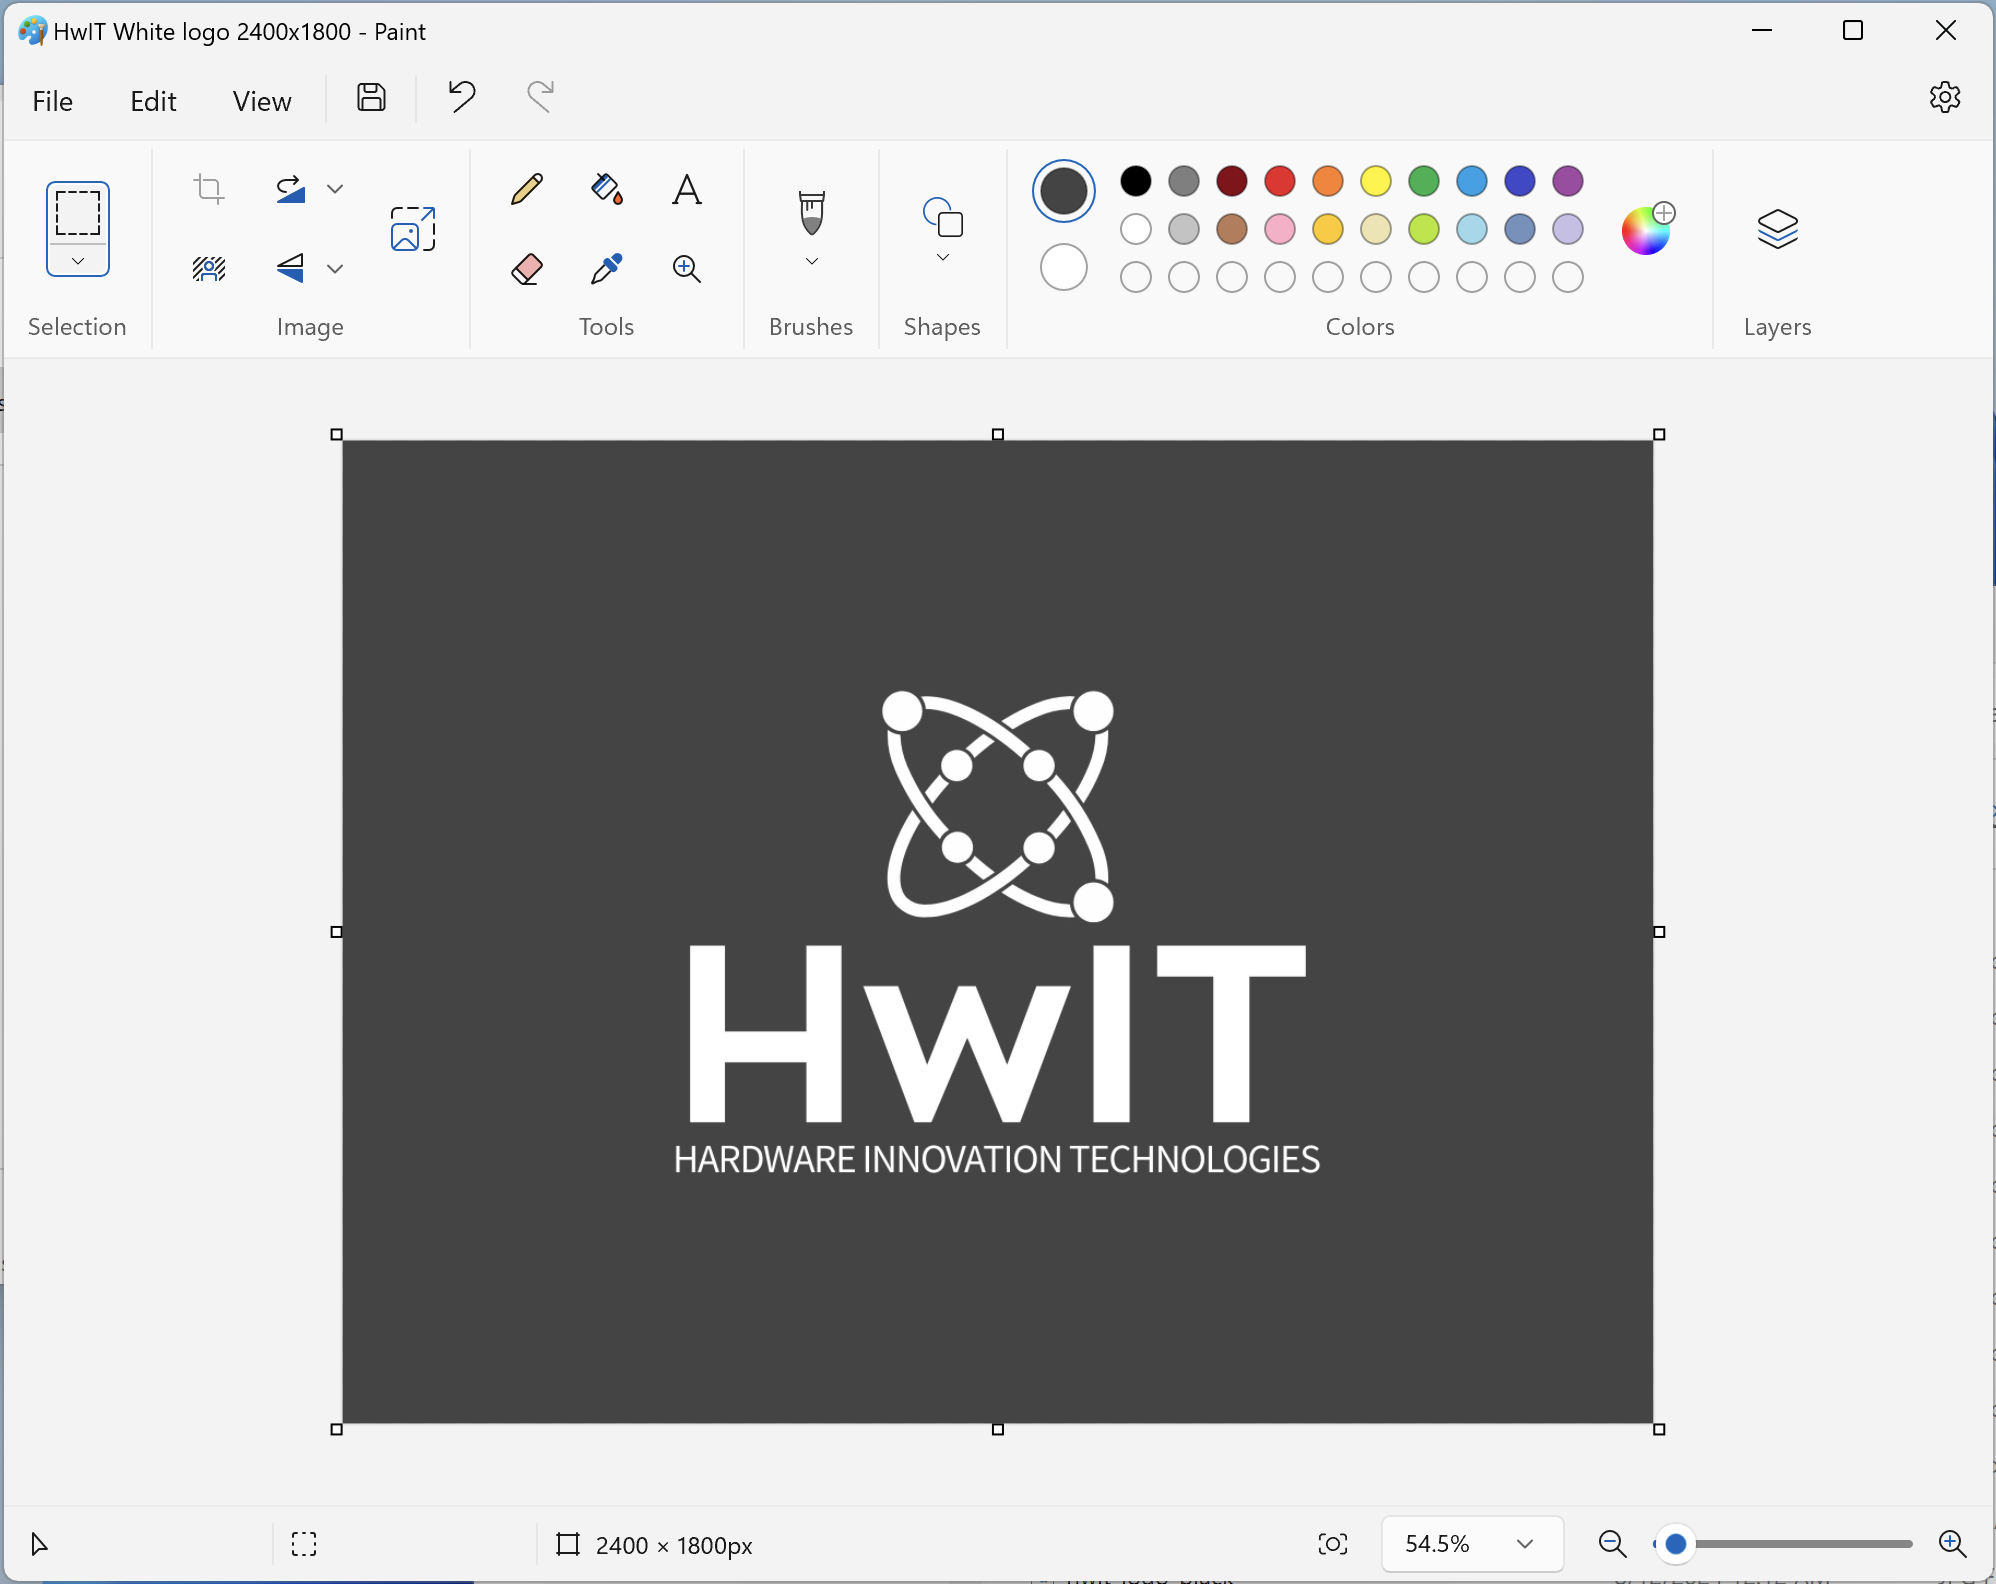 HwIT White logo 2400x1800 - Paint
File Edit View
Selection Image Tools Brushes Shapes Colors Layers
HwIT
HARDWARE INNOVATION TECHNOLOGIES
2400 × 1800px
54.5%